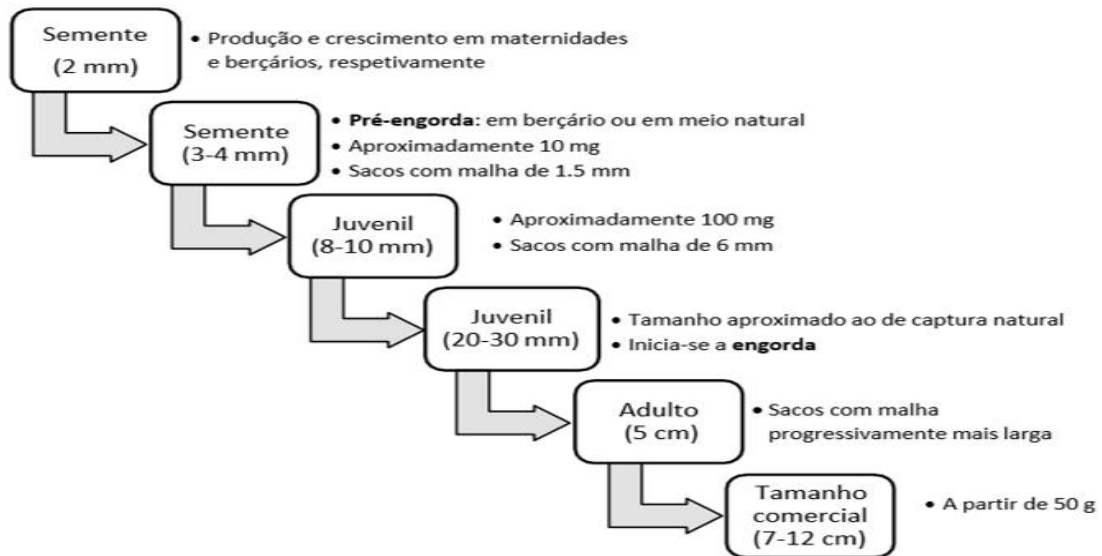 Semente
(2 mm)
• Produção e crescimento em maternidades
e berçários, respetivamente
Semente
(3-4 mm)
• Pré-engorda: em berçário ou em meio natural
• Aproximadamente 10 mg
• Sacos com malha de 1.5 mm
Juvenil
(8-10 mm)
• Aproximadamente 100 mg
• Sacos com malha de 6 mm
Juvenil
(20-30 mm)
• Tamanho aproximado ao de captura natural
• Inicia-se a engorda
Adulto
(5 cm)
• Sacos com malha
progressivamente mais larga
Tamanho
comercial
(7-12 cm)
• A partir de 50 g